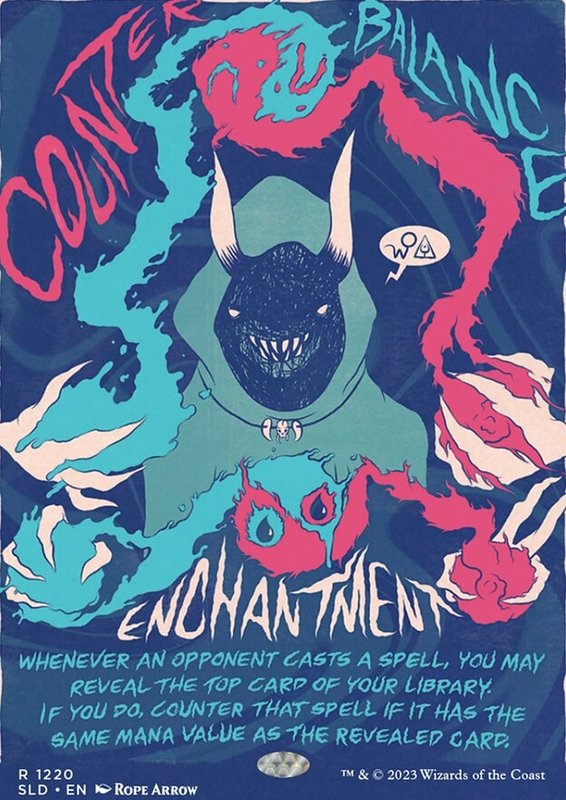 COUNTER
BALANCE
ENCHANTMENT
WHENEVER AN OPPONENT CASTS A SPELL, YOU MAY
REVEAL THE TOP CARD OF YOUR LIBRARY.
IF YOU DO, COUNTER THAT SPELL IF IT HAS THE
SAME MANA VALUE AS THE REVEALED CARD.
R 1220
SLD • EN ROPE ARROW
™ & © 2023 Wizards of the Coast